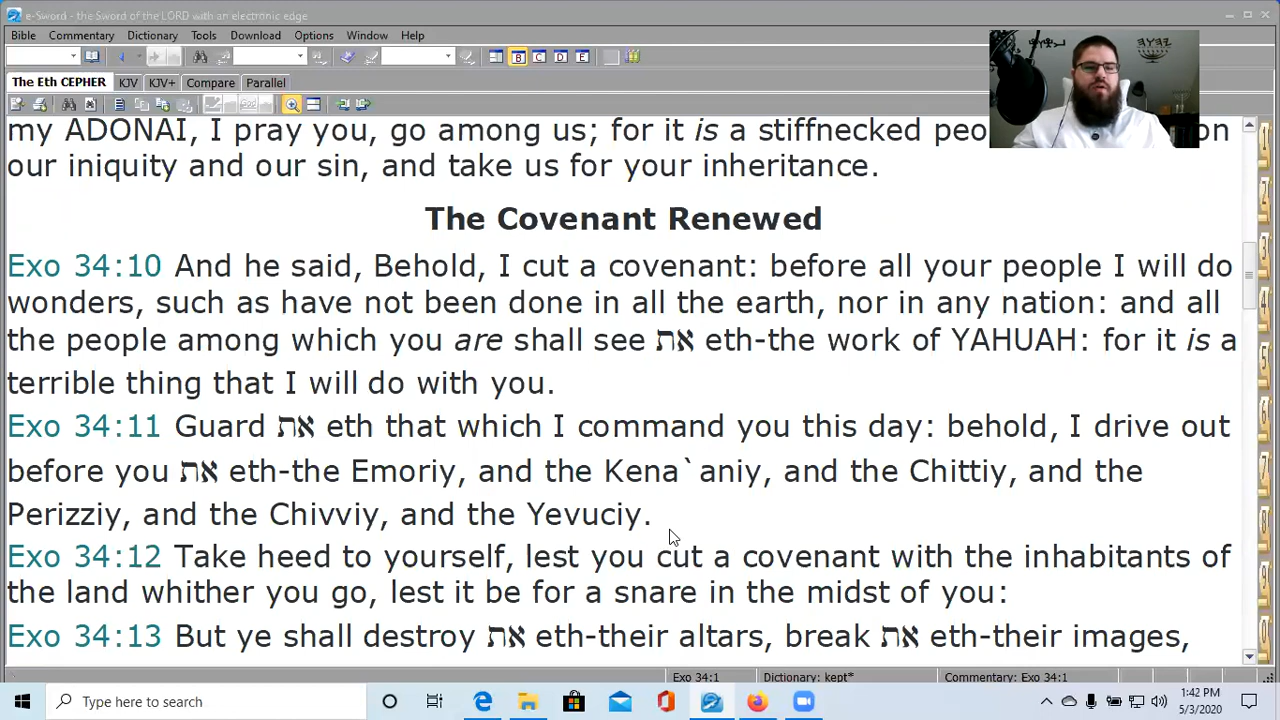 e-Sword - the Sword of the LORD with an electronic edge
Bible Commentary Dictionary Tools Download Options Window Help
B C D E
The Eth CEPHER KJV KJV+ Compare Parallel
my ADONAI, I pray you, go among us; for it is a stiffnecked on
our iniquity and our sin, and take us for your inheritance.
The Covenant Renewed
Exo 34:10 And he said, Behold, I cut a covenant: before all your people I will do
wonders, such as have not been done in all the earth, nor in any nation: and all
the people among which you are shall see את eth-the work of YAHUAH: for it is a
terrible thing that I will do with you.
Exo 34:11 Guard את eth that which I command you this day: behold, I drive out
before you את eth-the Emoriy, and the Kena`aniy, and the Chittiy, and the
Perizziy, and the Chivviy, and the Yevuciy.
Exo 34:12 Take heed to yourself, lest you cut a covenant with the inhabitants of
the land whither you go, lest it be for a snare in the midst of you:
Exo 34:13 But ye shall destroy את eth-their altars, break את eth-their images,
Exo 34:1 Dictionary: kept* Commentary: Exo 34:1
Type here to search
1:42 PM
5/3/2020